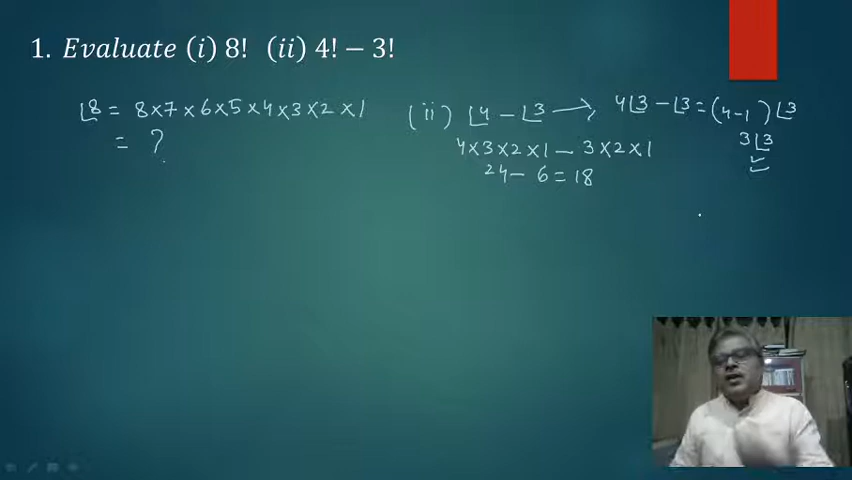 1. Evaluate (i) 8! (ii) 4! − 3!
⌊8 = 8×7×6×5×4×3×2×1
= ?
(ii) ⌊4 − ⌊3 → 4⌊3 − ⌊3 = (4−1) ⌊3
3⌊3
4×3×2×1 − 3×2×1
24 − 6 = 18